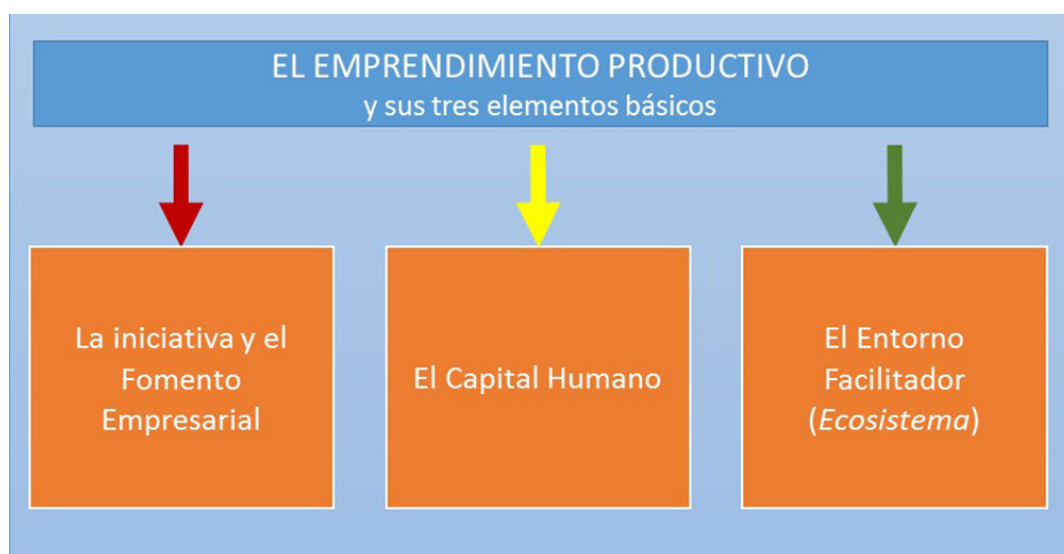 EL EMPRENDIMIENTO PRODUCTIVO
y sus tres elementos básicos
La iniciativa y el
Fomento
Empresarial
El Capital Humano
El Entorno
Facilitador
(Ecosistema)